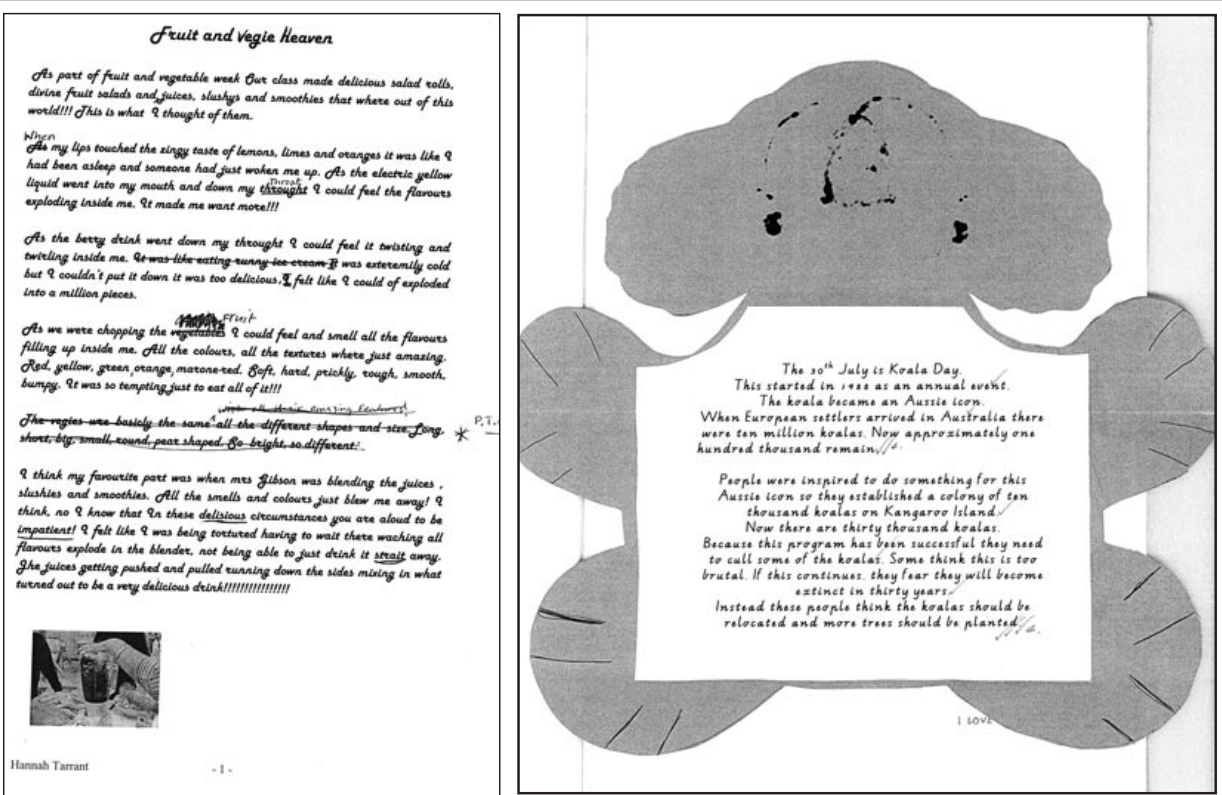 Fruit and Vegie Heaven
As part of fruit and vegetable week Our class made delicious salad rolls,
divine fruit salads and, juices, slushys and smoothies that where out of this
world!!! This is what I thought of them.
When
As my lips touched the zingy taste of lemons, limes and oranges it was like I
had been asleep and someone had just woken me up. As the electric yellow
throat
liquid went into my mouth and down my throught I could feel the flavours
exploding inside me. It made me want more!!!
As the berry drink went down my throught I could feel it twisting and
twirling inside me. It was like eating runny ice cream It was exteremily cold
but I couldn't put it down it was too delicious, I felt like I could of exploded
into a million pieces.
Fruit
As we were chopping the vegetables I could feel and smell all the flavours
filling up inside me. All the colours, all the textures where just amazing.
Red, yellow, green, orange, marone-red. Soft, hard, prickly, rough, smooth,
bumpy. It was so tempting just to eat all of it!!!
all their amazing features!
The vegies wre basicly the same all the different shapes and size. Long,
P.T.
short, big, small, round, pear shaped. So bright, so different.
I think my favourite part was when mrs Gibson was blending the juices ,
slushies and smoothies. All the smells and colours just blew me away! I
think, no I know that In these delisious circumstances you are aloud to be
impatient! I felt like I was being tortured having to wait there waching all
flavours explode in the blender, not being able to just drink it strait away.
Jhe juices getting pushed and pulled running down the sides mixing in what
turned out to be a very delicious drink!!!!!!!!!!!!!!!!
Hannah Tarrant
- 1 -
The 30th July is Koala Day.
This started in 1988 as an annual event.
The koala became an Aussie icon.
When European settlers arrived in Australia there
were ten million koalas. Now approximately one
hundred thousand remain.
People were inspired to do something for this
Aussie icon so they established a colony of ten
thousand koalas on Kangaroo Island.
Now there are thirty thousand koalas.
Because this program has been successful they need
to cull some of the koalas. Some think this is too
brutal. If this continues, they fear they will become
extinct in thirty years.
Instead these people think the koalas should be
relocated and more trees should be planted
I LOVE